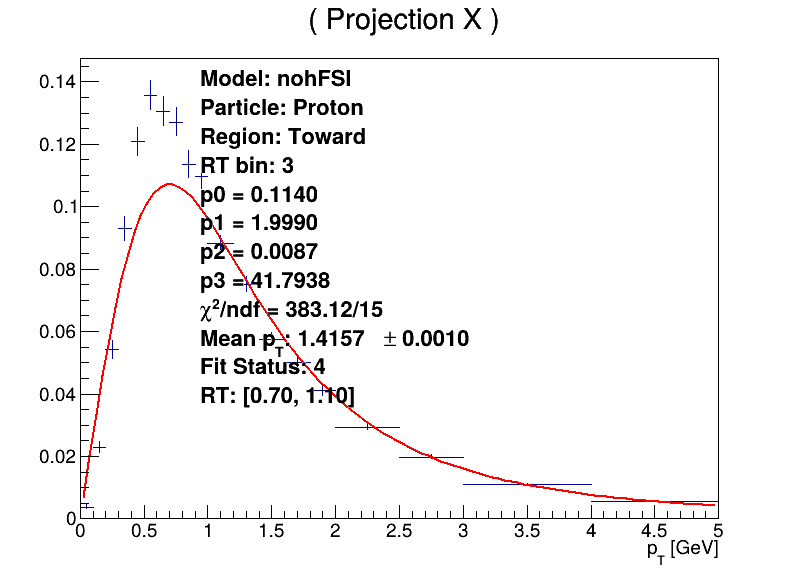 ( Projection X )
Model: nohFSI
Particle: Proton
Region: Toward
RT bin: 3
p0 = 0.1140
p1 = 1.9990
p2 = 0.0087
p3 = 41.7938
χ²/ndf = 383.12/15
Mean p_T: 1.4157 ± 0.0010
Fit Status: 4
RT: [0.70, 1.10]
0.14
0.12
0.1
0.08
0.06
0.04
0.02
0
0 0.5 1 1.5 2 2.5 3 3.5 4 4.5 5
p_T [GeV]